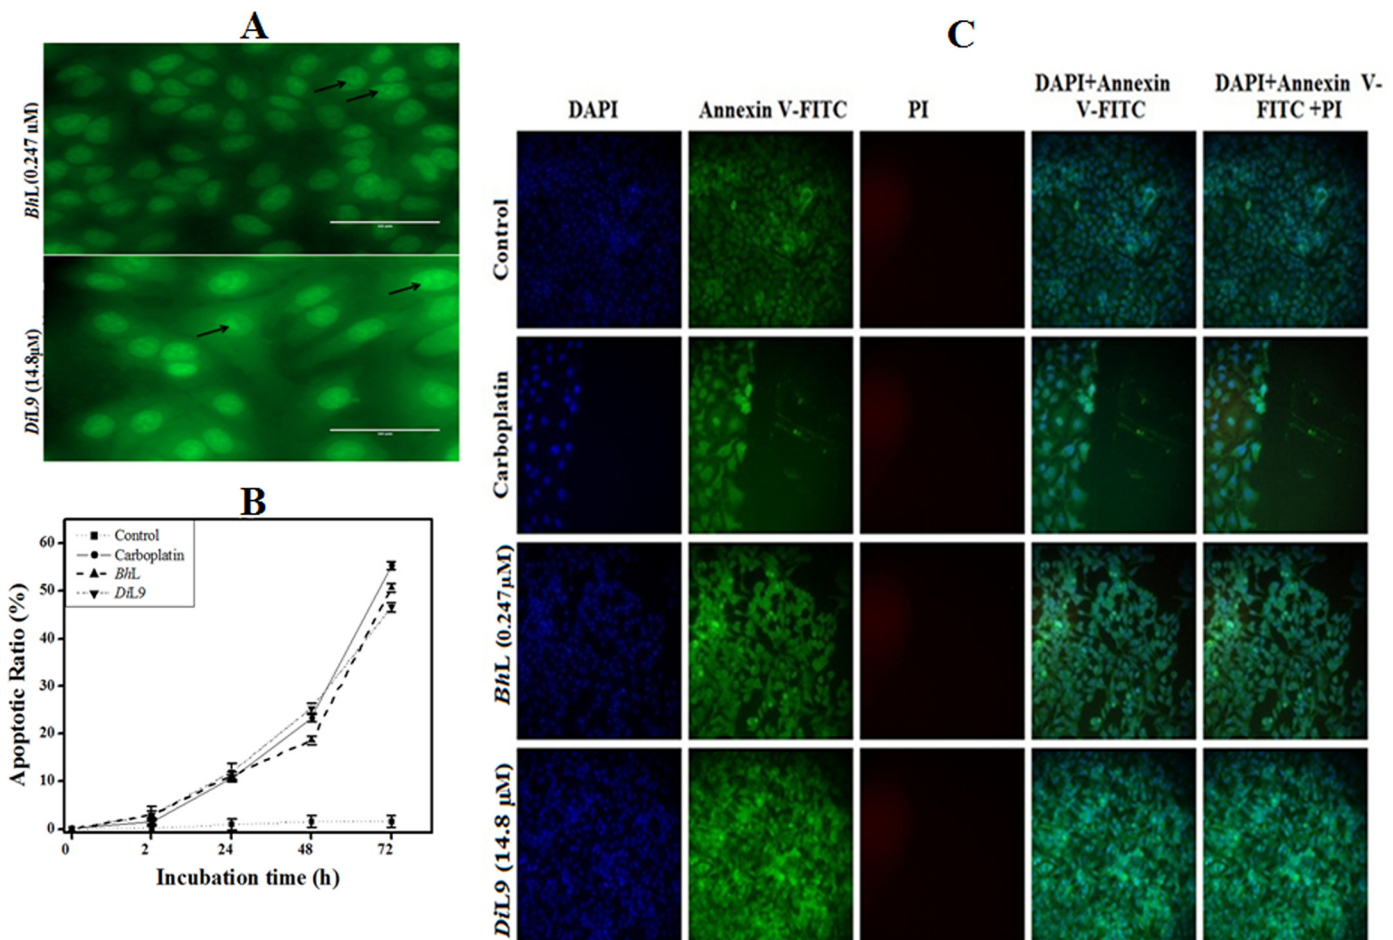 A
BhL (0.247 uM)
DiL9 (14.8µM)
B
Control
Carboplatin
BhL
DiL9
Apoptotic Ratio (%)
60
50
40
30
20
10
0
0 2 24 48 72
Incubation time (h)
C
DAPI
Annexin V-FITC
PI
DAPI+Annexin
V-FITC
DAPI+Annexin V-
FITC +PI
Control
Carboplatin
BhL (0.247µM)
DiL9 (14.8 µM)